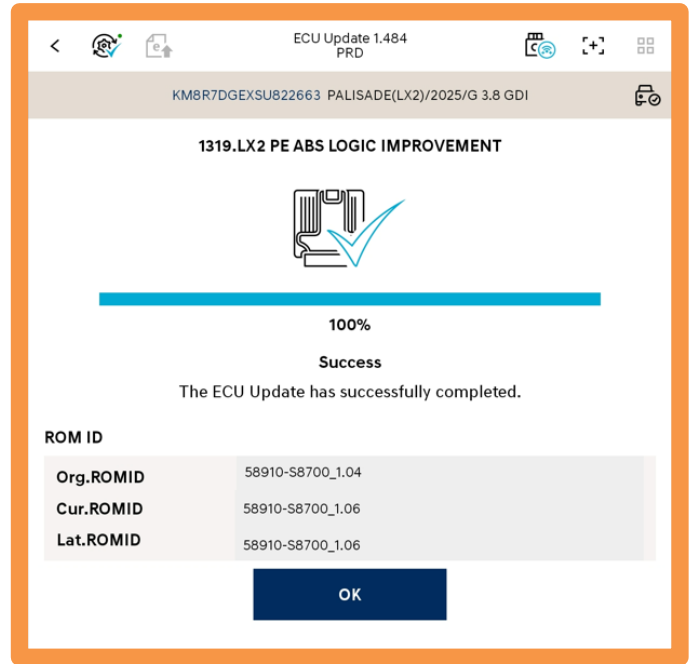 ECU Update 1.484
PRD
[+]
KM8R7DGEXSU822663 PALISADE(LX2)/2025/G 3.8 GDI
1319.LX2 PE ABS LOGIC IMPROVEMENT
100%
Success
The ECU Update has successfully completed.
ROM ID
Org.ROMID 58910-S8700_1.04
Cur.ROMID 58910-S8700_1.06
Lat.ROMID 58910-S8700_1.06
OK